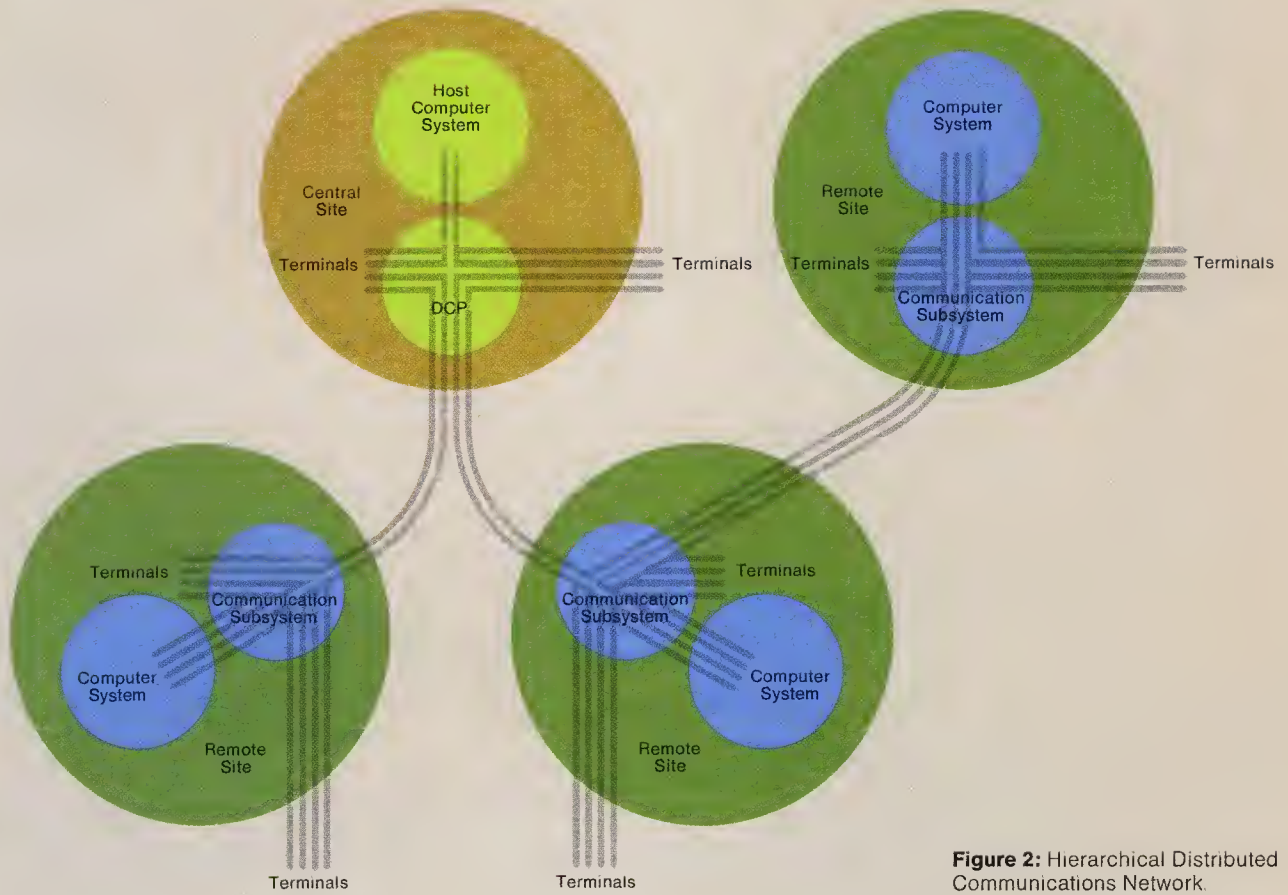 Host
Computer
System
Central
Site
Terminals
Terminals
DCP
Computer
System
Remote
Site
Terminals
Terminals
Communication
Subsystem
Terminals
Communication
Subsystem
Computer
System
Remote
Site
Terminals
Communication
Subsystem
Terminals
Computer
System
Remote
Site
Terminals
Figure 2: Hierarchical Distributed
Communications Network.